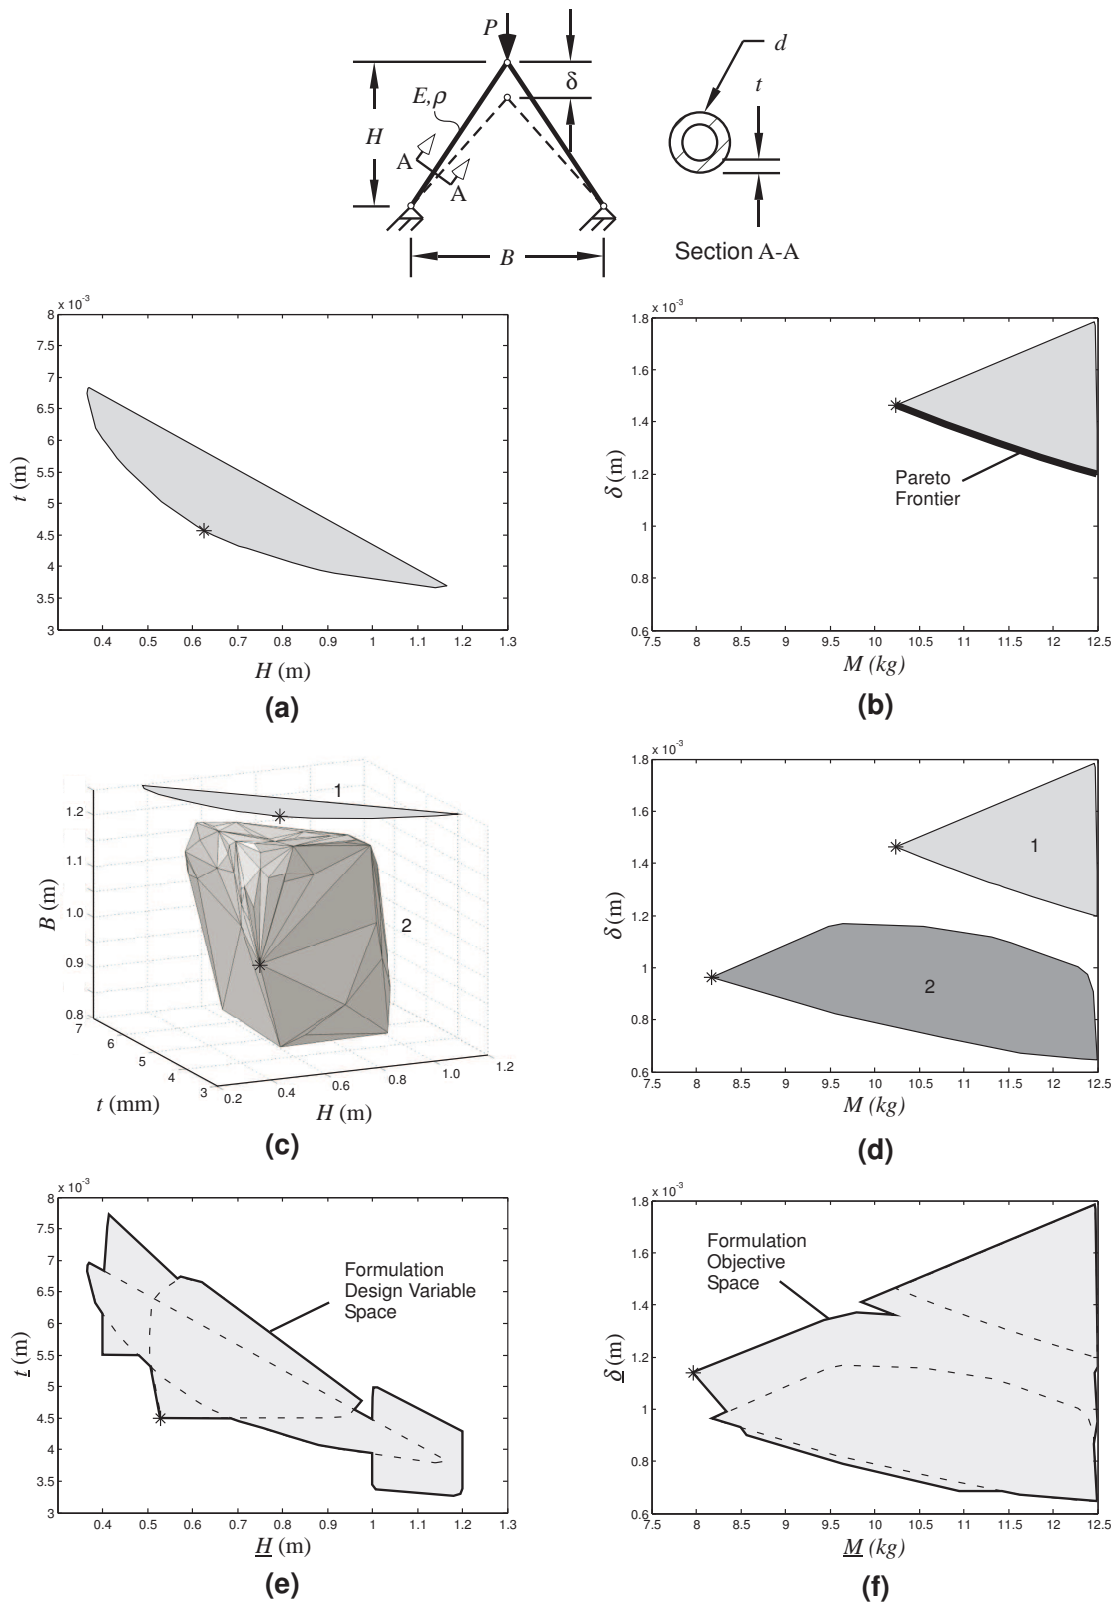 P
δ
d
t
E,ρ
H
A
A
B
Section A-A
x 10⁻³
8
7.5
7
6.5
6
5.5
5
4.5
4
3.5
3
t (m)
0.4 0.5 0.6 0.7 0.8 0.9 1 1.1 1.2 1.3
H (m)
(a)
x 10⁻³
1.8
1.6
1.4
1.2
1
0.8
0.6
δ (m)
Pareto
Frontier
7.5 8 8.5 9 9.5 10 10.5 11 11.5 12 12.5
M (kg)
(b)
1.2
1.1
1.0
0.9
0.8
B (m)
1
2
7
6
5
4
3
t (mm)
0.2 0.4 0.6 0.8 1.0 1.2
H (m)
(c)
x 10⁻³
1.8
1.6
1.4
1.2
1
0.8
0.6
δ (m)
1
2
7.5 8 8.5 9 9.5 10 10.5 11 11.5 12 12.5
M (kg)
(d)
x 10⁻³
8
7.5
7
6.5
6
5.5
5
4.5
4
3.5
3
t (m)
Formulation
Design Variable
Space
0.4 0.5 0.6 0.7 0.8 0.9 1 1.1 1.2 1.3
H (m)
(e)
x 10⁻³
1.8
1.6
1.4
1.2
1
0.8
0.6
δ (m)
Formulation
Objective
Space
7.5 8 8.5 9 9.5 10 10.5 11 11.5 12 12.5
M (kg)
(f)